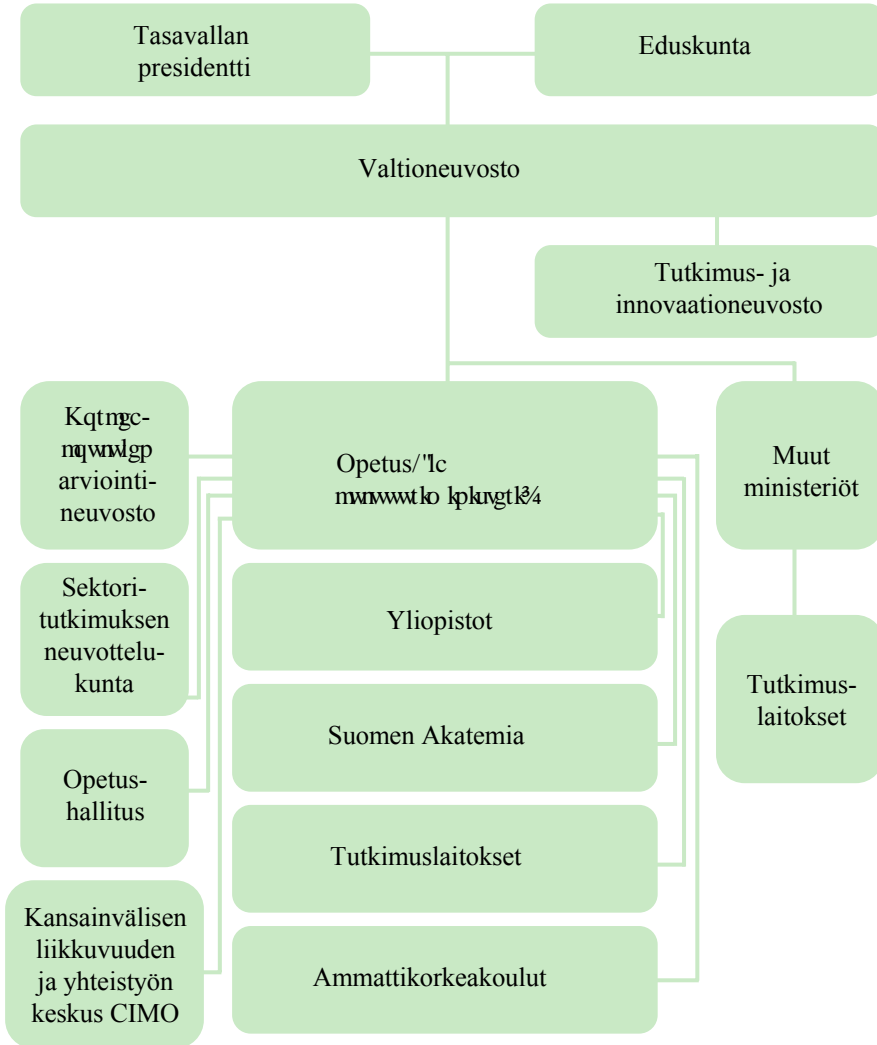 Tasavallan
presidentti
Eduskunta
Valtioneuvosto
Tutkimus- ja
innovaationeuvosto
arviointi-
neuvosto
Opetus/"lc
Muut
ministeriöt
Sektori-
tutkimuksen
neuvottelu-
kunta
Yliopistot
Tutkimus-
laitokset
Suomen Akatemia
Opetus-
hallitus
Tutkimuslaitokset
Kansainvälisen
liikkuvuuden
ja yhteistyön
keskus CIMO
Ammattikorkeakoulut